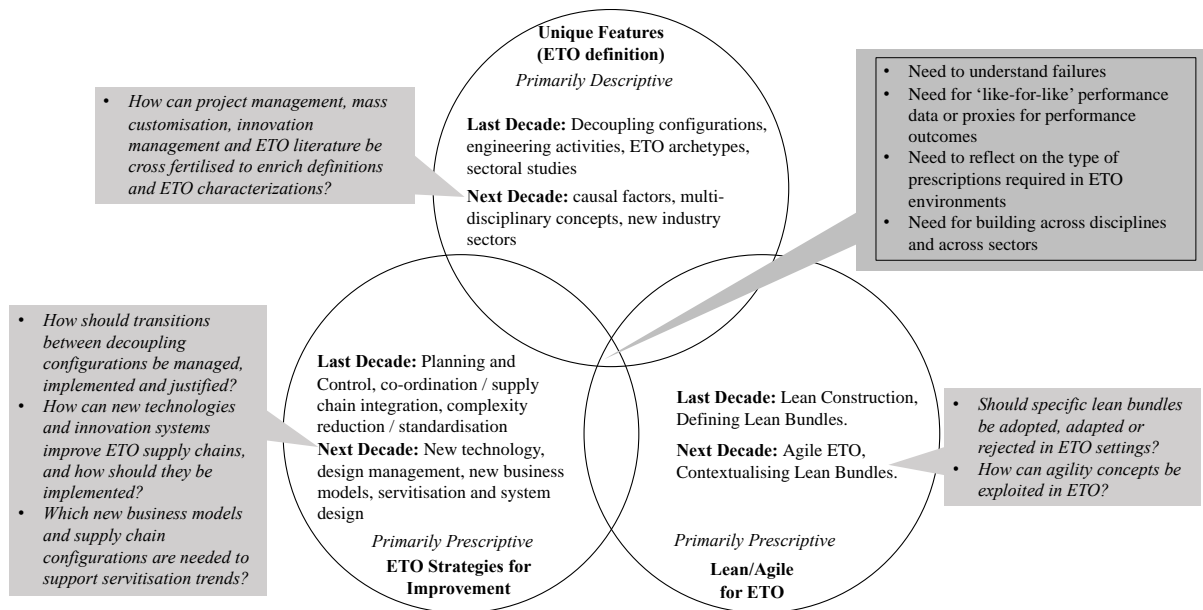 Unique Features
(ETO definition)
Primarily Descriptive
Last Decade: Decoupling configurations,
engineering activities, ETO archetypes,
sectoral studies
Next Decade: causal factors, multi-
disciplinary concepts, new industry
sectors
• How can project management, mass
customisation, innovation
management and ETO literature be
cross fertilised to enrich definitions
and ETO characterizations?
• Need to understand failures
• Need for ‘like-for-like’ performance
data or proxies for performance
outcomes
• Need to reflect on the type of
prescriptions required in ETO
environments
• Need for building across disciplines
and across sectors
• How should transitions
between decoupling
configurations be managed,
implemented and justified?
• How can new technologies
and innovation systems
improve ETO supply chains,
and how should they be
implemented?
• Which new business models
and supply chain
configurations are needed to
support servitisation trends?
Last Decade: Planning and
Control, co-ordination / supply
chain integration, complexity
reduction / standardisation
Next Decade: New technology,
design management, new business
models, servitisation and system
design
Primarily Prescriptive
ETO Strategies for
Improvement
Last Decade: Lean Construction,
Defining Lean Bundles.
Next Decade: Agile ETO,
Contextualising Lean Bundles.
Primarily Prescriptive
Lean/Agile
for ETO
• Should specific lean bundles
be adopted, adapted or
rejected in ETO settings?
• How can agility concepts be
exploited in ETO?